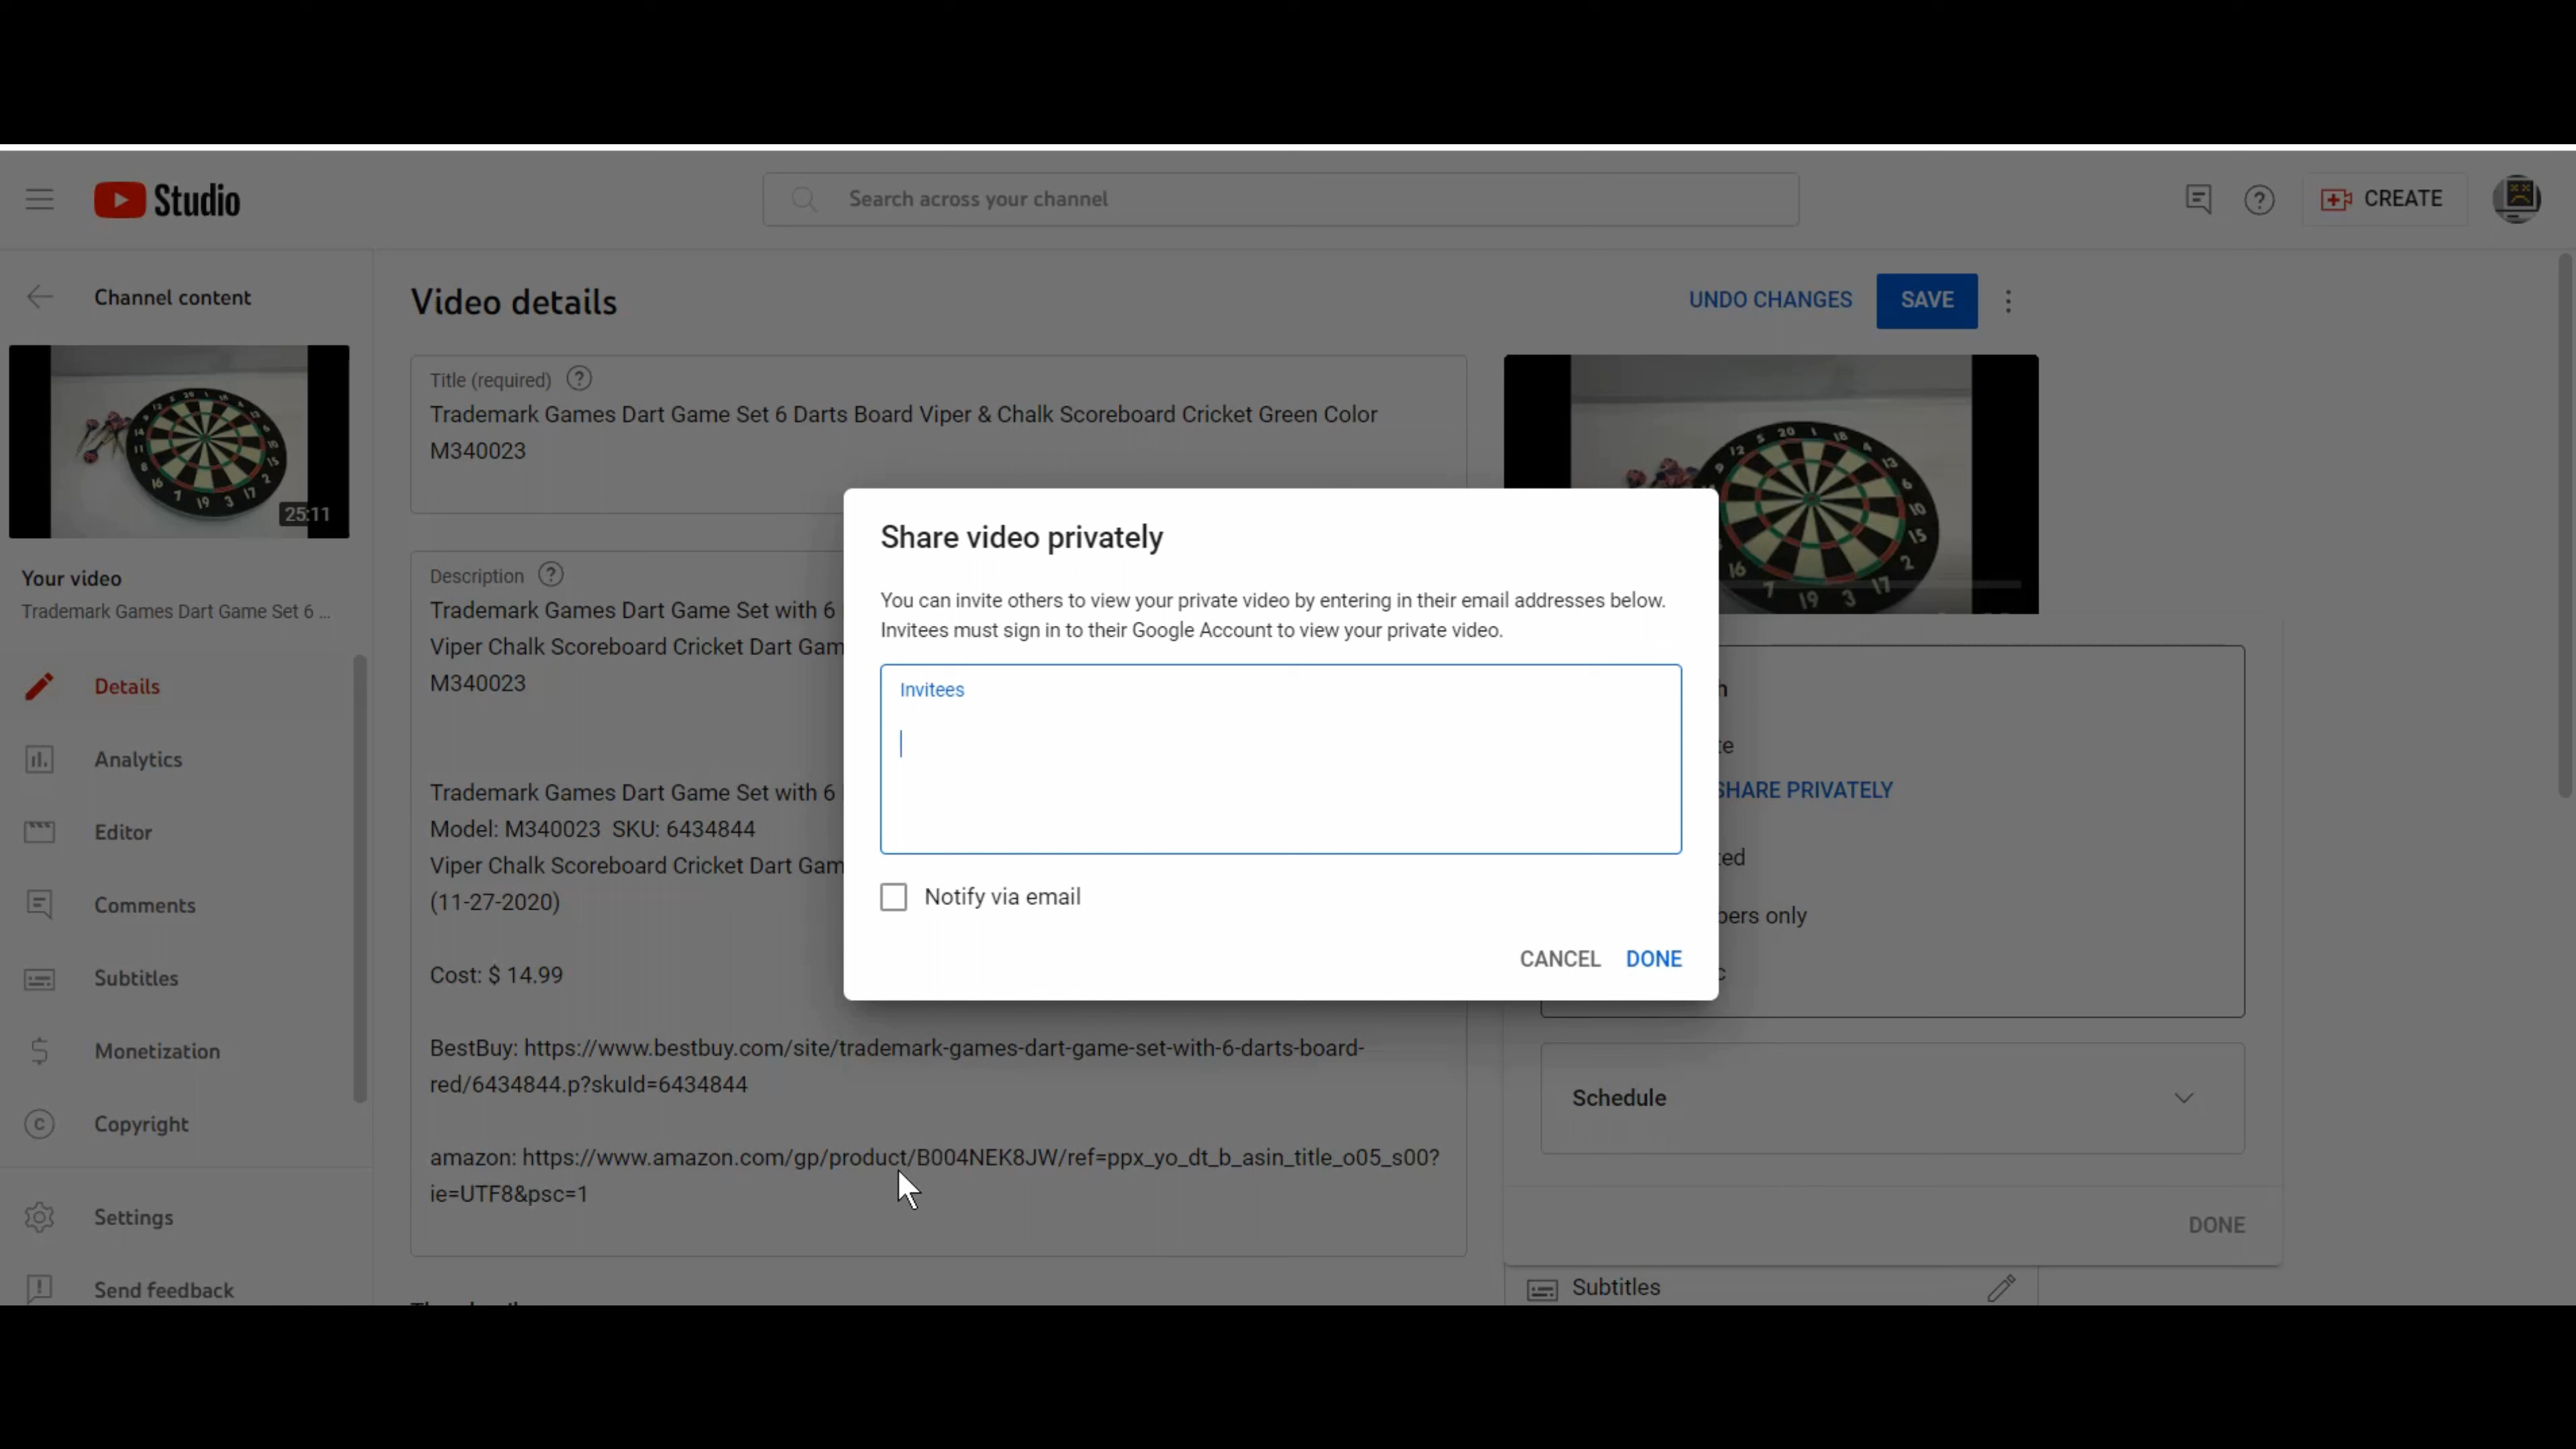 Studio
Search across your channel
CREATE
Channel content
25:11
Your video
Trademark Games Dart Game Set 6 ...
Details
Analytics
Editor
Comments
Subtitles
Monetization
Copyright
Settings
Send feedback
Video details
UNDO CHANGES
SAVE
Title (required)
Trademark Games Dart Game Set 6 Darts Board Viper & Chalk Scoreboard Cricket Green Color
M340023
Description
Trademark Games Dart Game Set with 6
Viper Chalk Scoreboard Cricket Dart Gam
M340023
Trademark Games Dart Game Set with 6
Model: M340023 SKU: 6434844
Viper Chalk Scoreboard Cricket Dart Gam
(11-27-2020)
Cost: $ 14.99
BestBuy: https://www.bestbuy.com/site/trademark-games-dart-game-set-with-6-darts-board-
red/6434844.p?skuId=6434844
amazon: https://www.amazon.com/gp/product/B004NEK8JW/ref=ppx_yo_dt_b_asin_title_o05_s00?
ie=UTF8&psc=1
Share video privately
You can invite others to view your private video by entering in their email addresses below.
Invitees must sign in to their Google Account to view your private video.
Invitees
Notify via email
CANCEL
DONE
SHARE PRIVATELY
only
Schedule
DONE
Subtitles